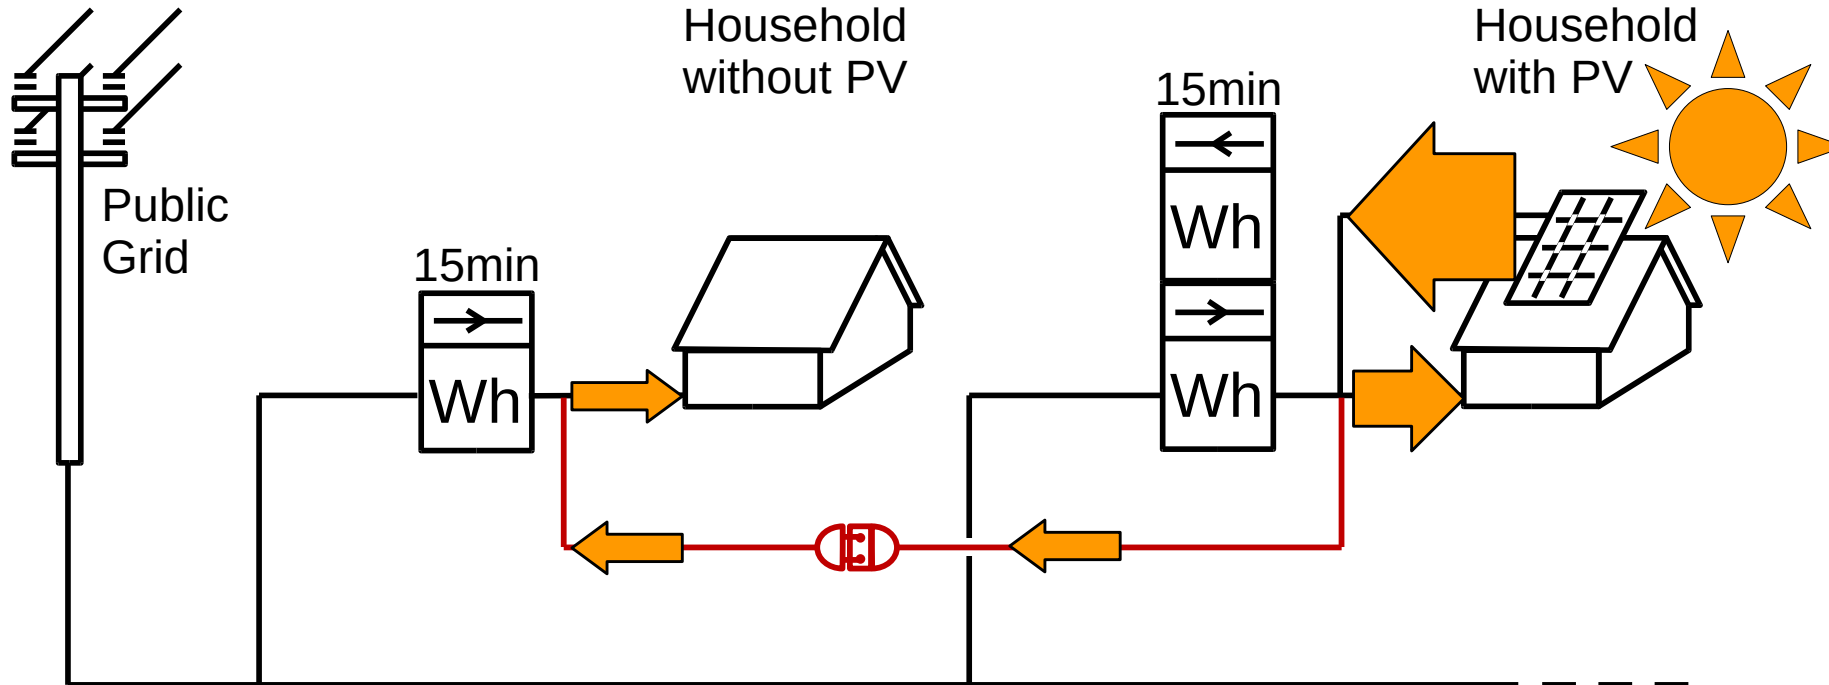 Household
without PV
Household
with PV
15min
Wh
Wh
Public
Grid
15min
Wh